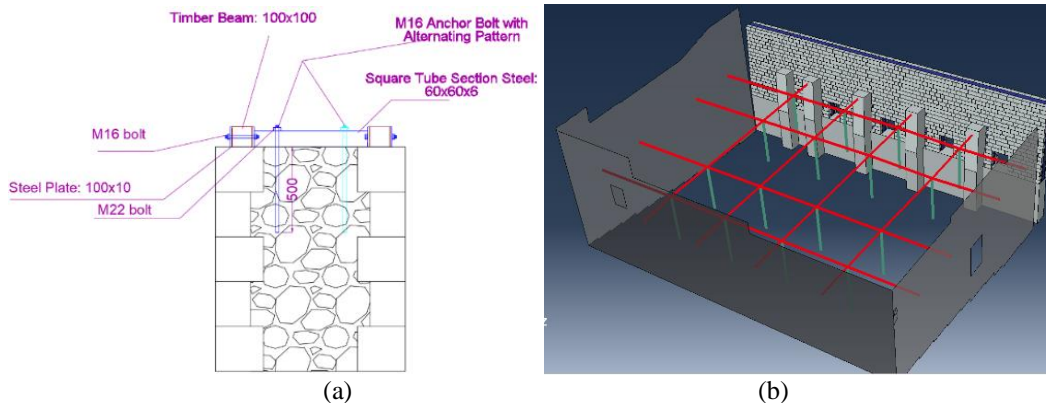 Timber Beam: 100x100
M16 Anchor Bolt with
Alternating Pattern
Square Tube Section Steel:
60x60x6
M16 bolt
Steel Plate: 100x10
M22 bolt
500
z
(a)
(b)